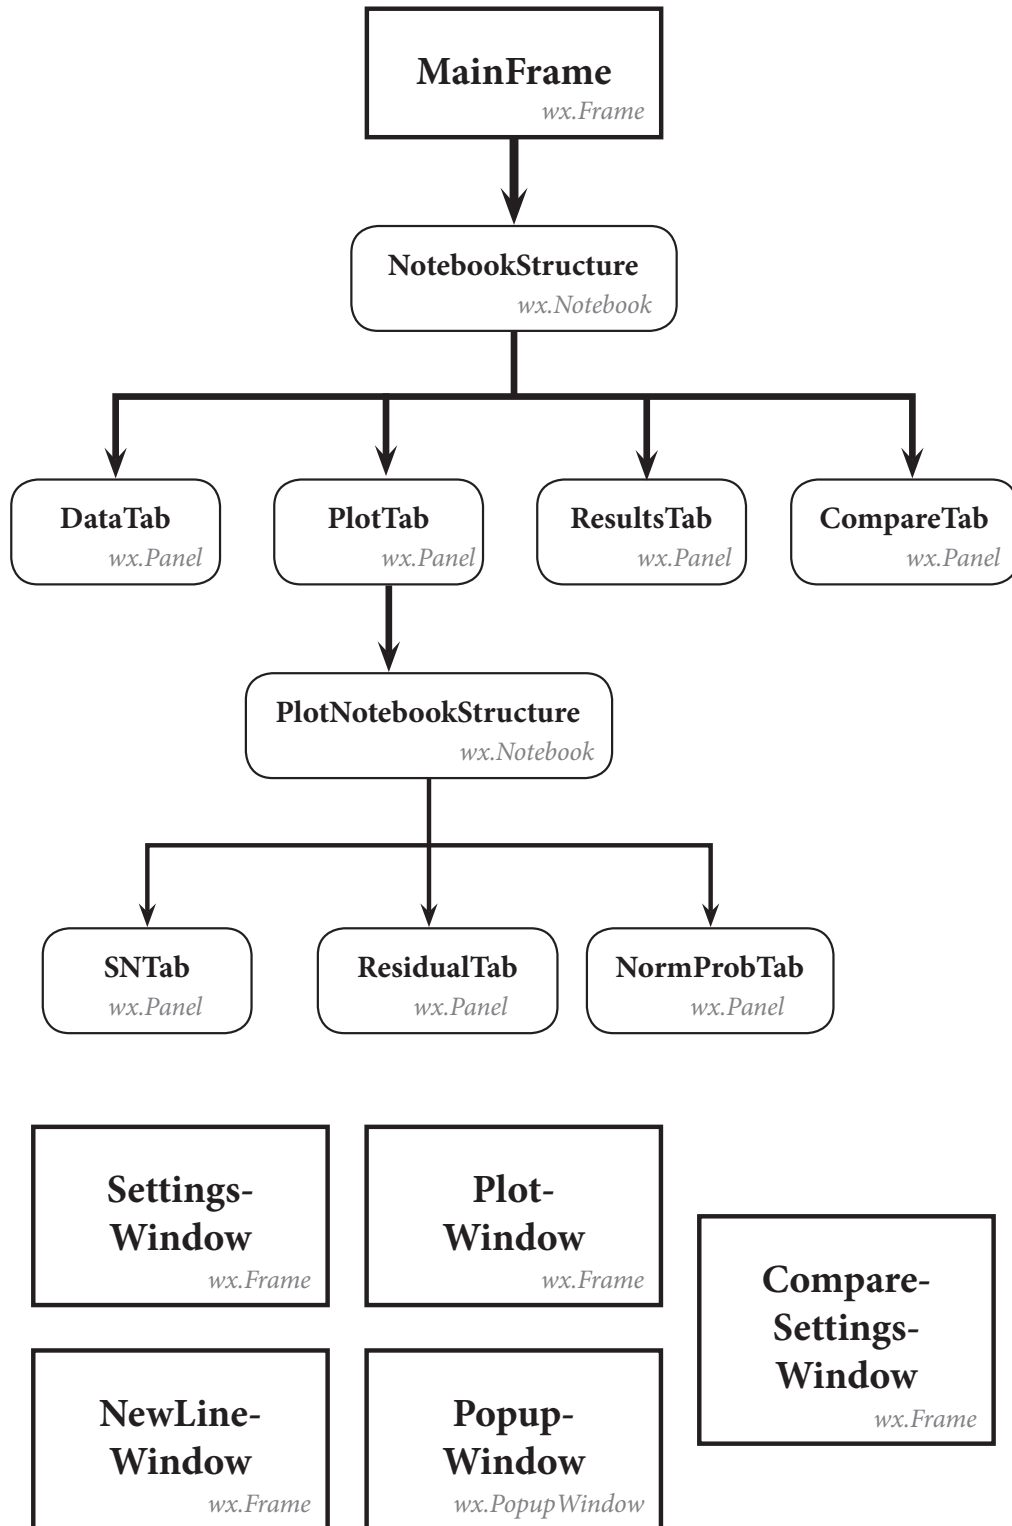 MainFrame
wx.Frame
NotebookStructure
wx.Notebook
DataTab
wx.Panel
PlotTab
wx.Panel
ResultsTab
wx.Panel
CompareTab
wx.Panel
PlotNotebookStructure
wx.Notebook
SNTab
wx.Panel
ResidualTab
wx.Panel
NormProbTab
wx.Panel
Settings-
Window
wx.Frame
Plot-
Window
wx.Frame
Compare-
Settings-
Window
wx.Frame
NewLine-
Window
wx.Frame
Popup-
Window
wx.PopupWindow